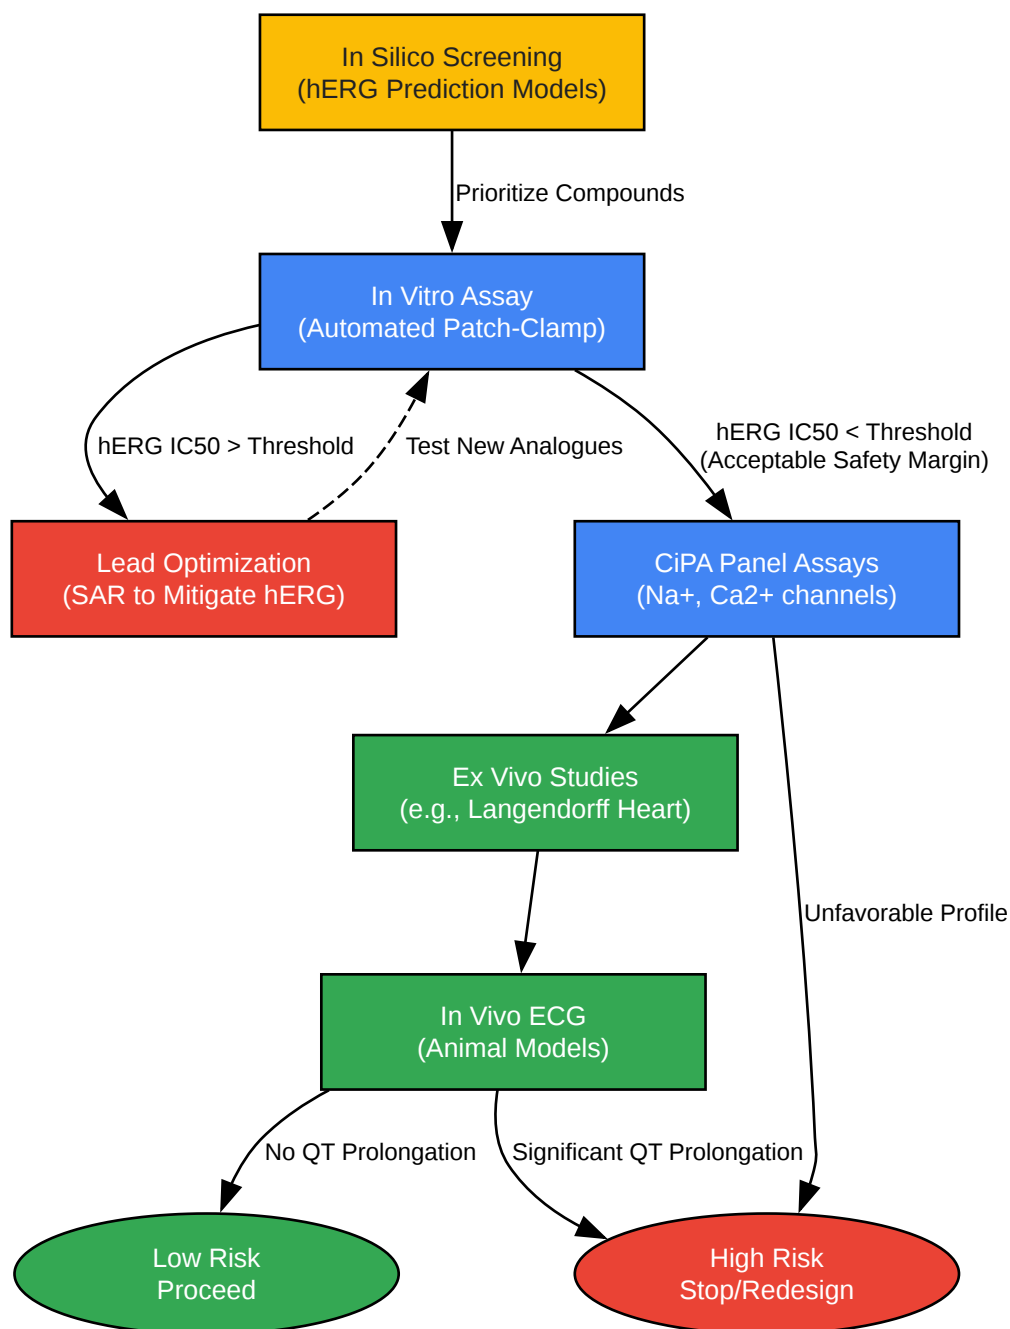 In Silico Screening
(hERG Prediction Models)
Prioritize Compounds
In Vitro Assay
(Automated Patch-Clamp)
hERG IC50 > Threshold
Test New Analogues
hERG IC50 < Threshold
(Acceptable Safety Margin)
Lead Optimization
(SAR to Mitigate hERG)
CiPA Panel Assays
(Na+, Ca2+ channels)
Ex Vivo Studies
(e.g., Langendorff Heart)
Unfavorable Profile
In Vivo ECG
(Animal Models)
No QT Prolongation
Significant QT Prolongation
Low Risk
Proceed
High Risk
Stop/Redesign